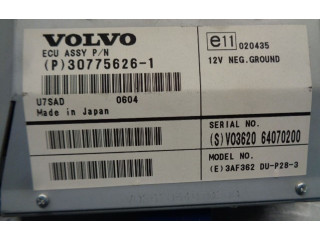 VOLVO
ECU ASSY P/N
(P)30775626-1
U7SAD 0604
Made in Japan
e11 020435
12V NEG.GROUND
SERIAL NO.
(S)VO3620 64070200
MODEL NO.
(E)3AF362 DU-P28-3